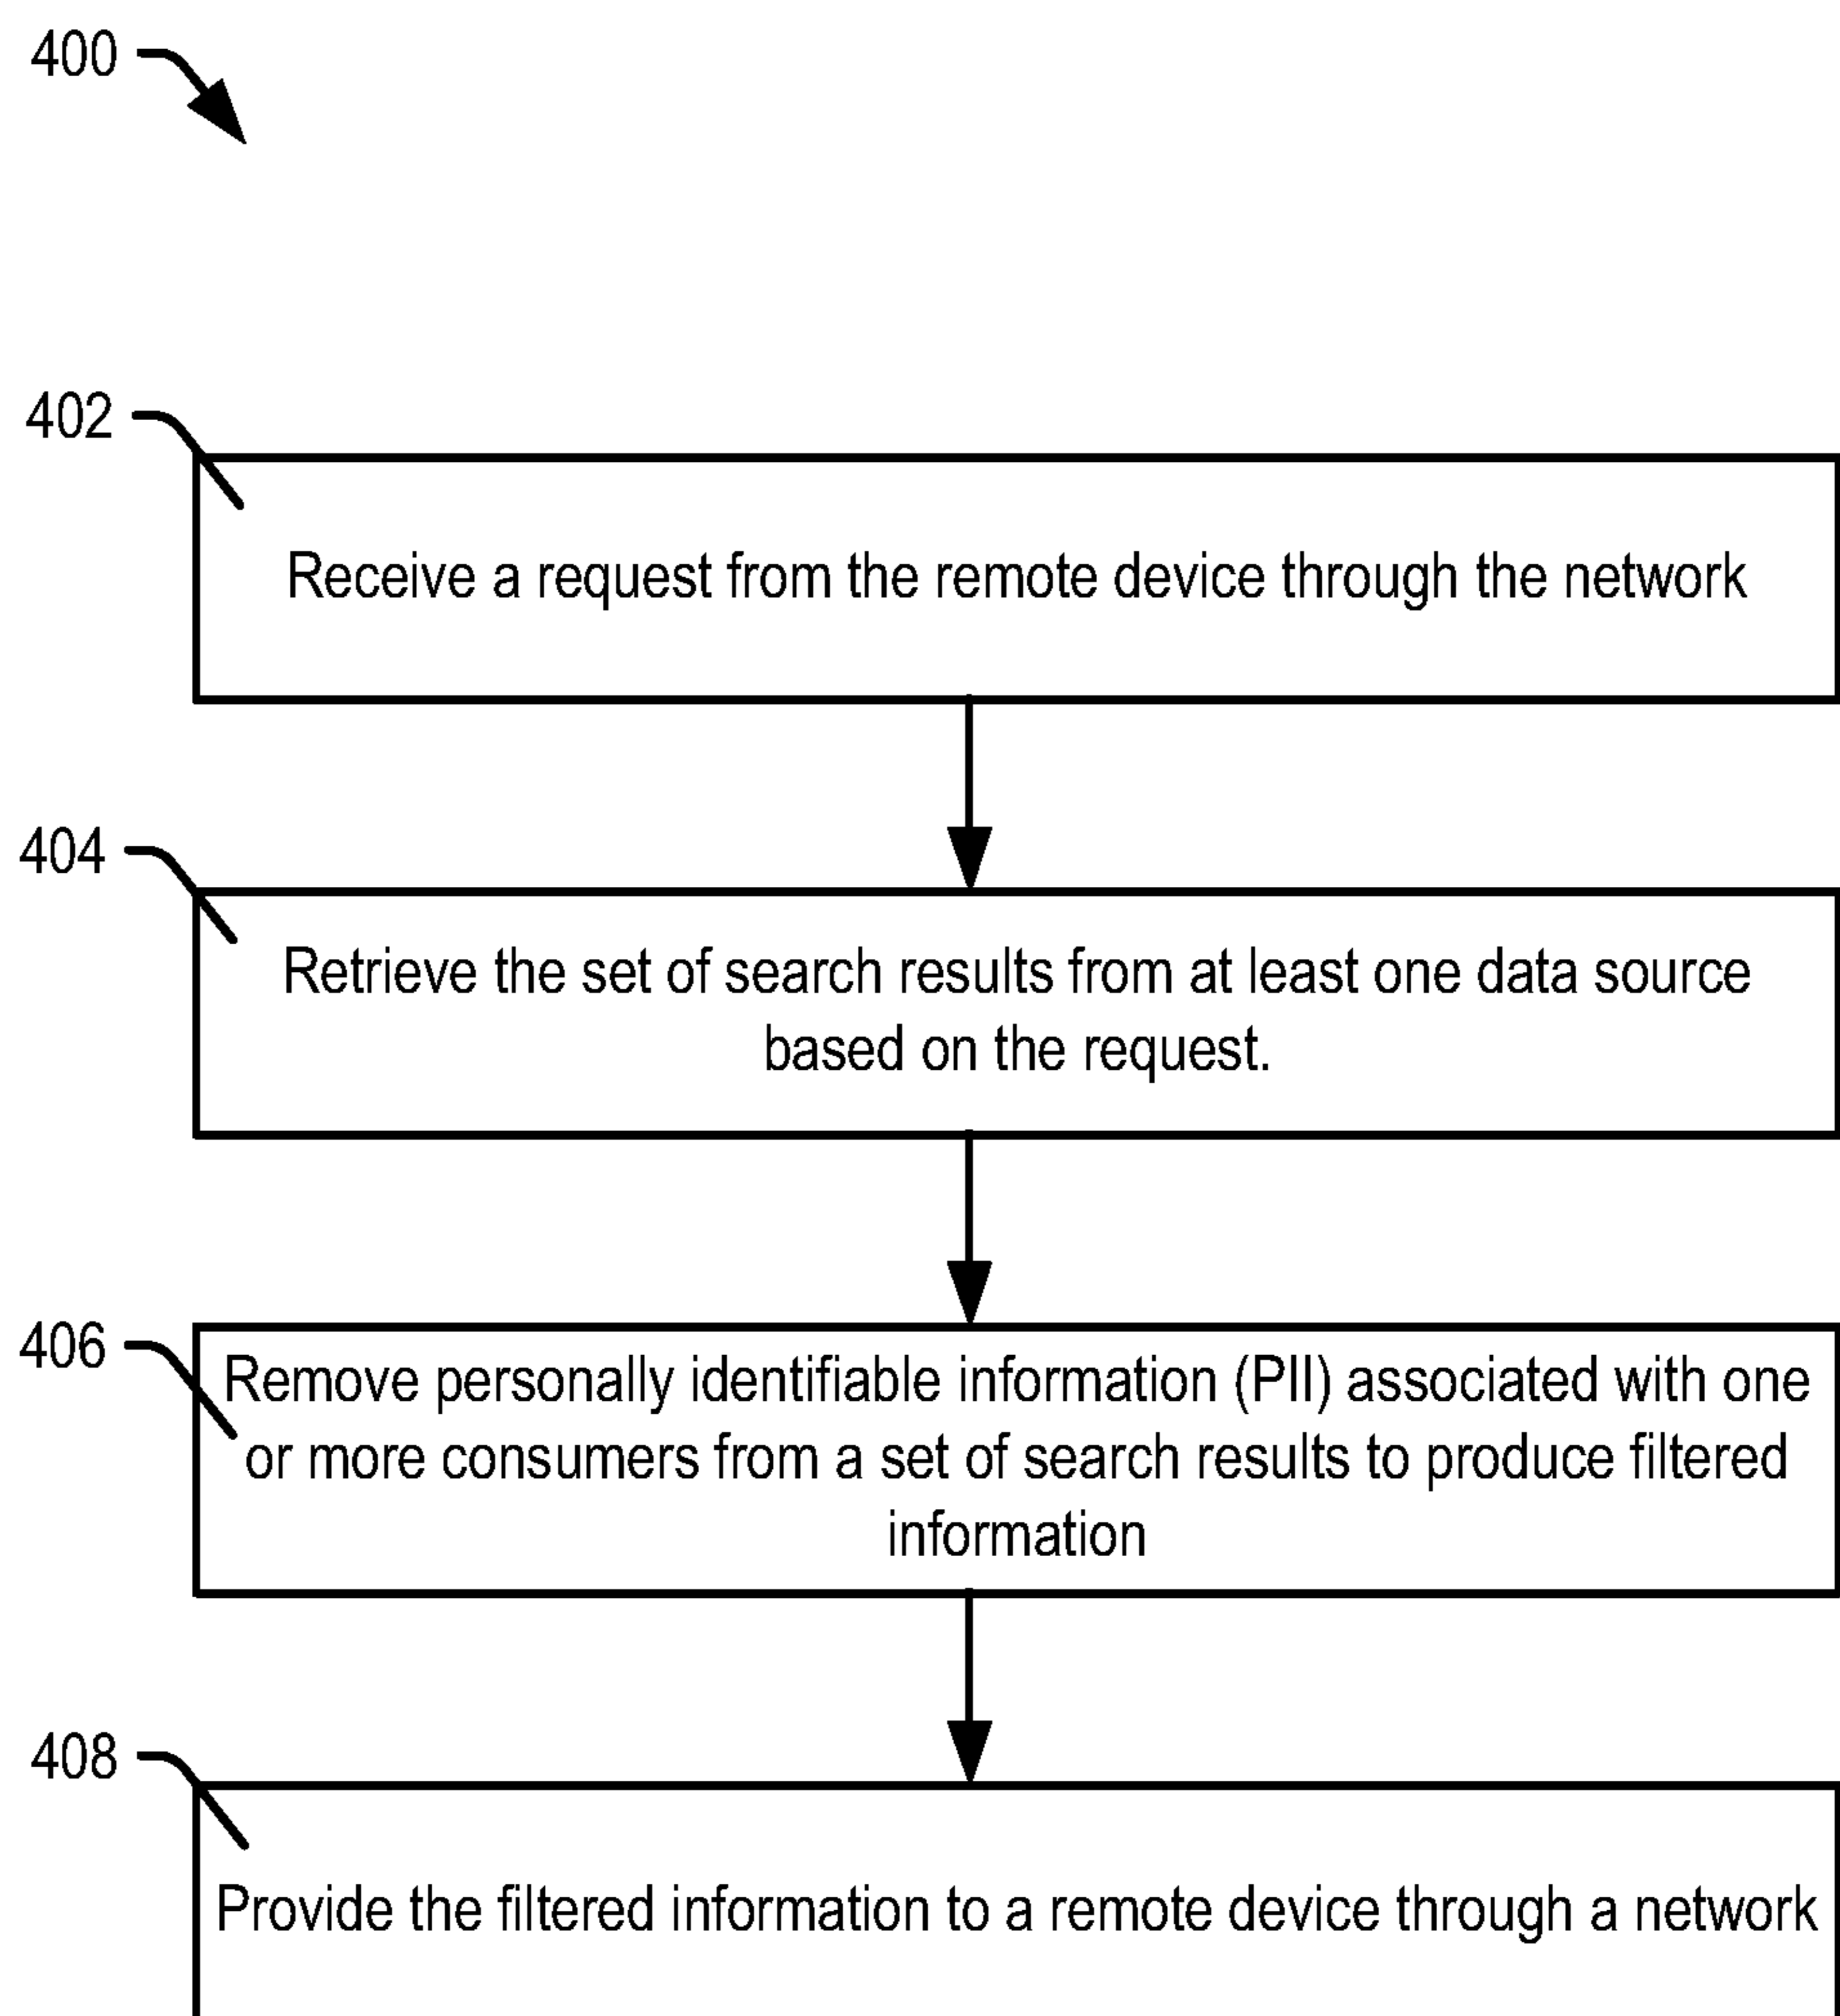 400
402
Receive a request from the remote device through the network
404
Retrieve the set of search results from at least one data source
based on the request.
406
Remove personally identifiable information (PII) associated with one
or more consumers from a set of search results to produce filtered
information
408
Provide the filtered information to a remote device through a network